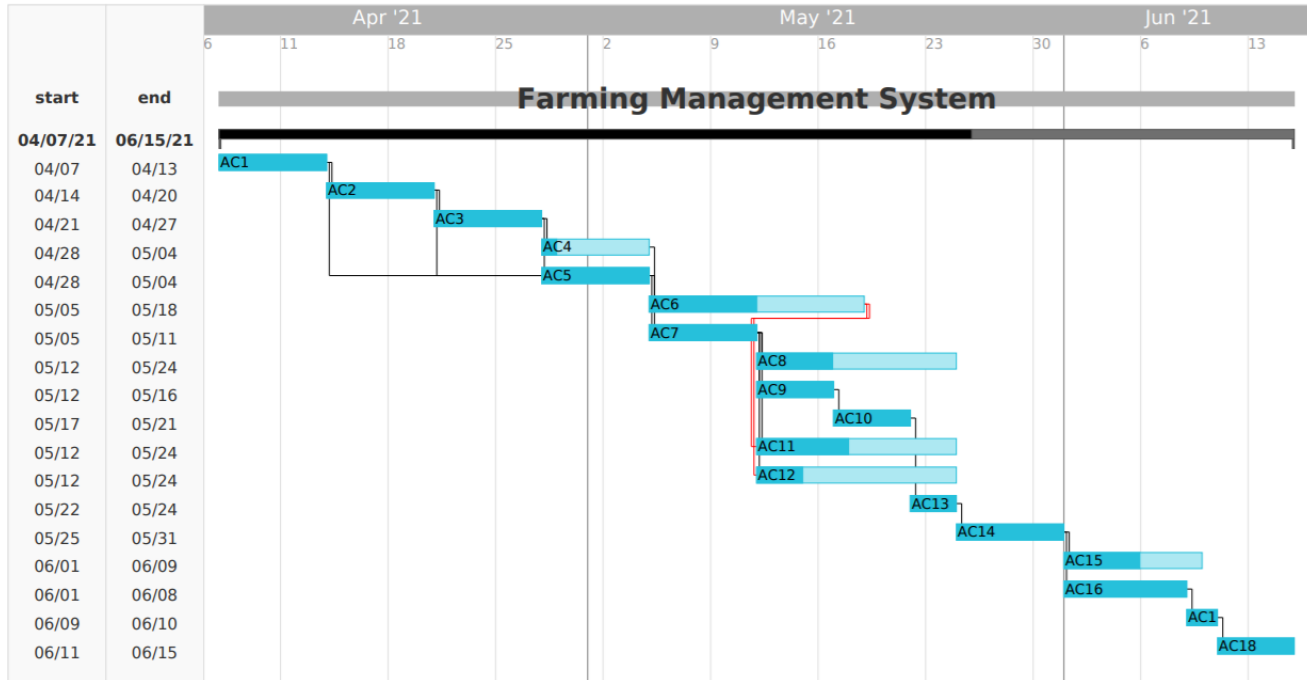 Apr '21 May '21 Jun '21
6 11 18 25 2 9 16 23 30 6 13
start end Farming Management System
04/07/21 06/15/21
04/07 04/13 AC1
04/14 04/20 AC2
04/21 04/27 AC3
04/28 05/04 AC4
04/28 05/04 AC5
05/05 05/18 AC6
05/05 05/11 AC7
05/12 05/24 AC8
05/12 05/16 AC9
05/17 05/21 AC10
05/12 05/24 AC11
05/12 05/24 AC12
05/22 05/24 AC13
05/25 05/31 AC14
06/01 06/09 AC15
06/01 06/08 AC16
06/09 06/10 AC1
06/11 06/15 AC18